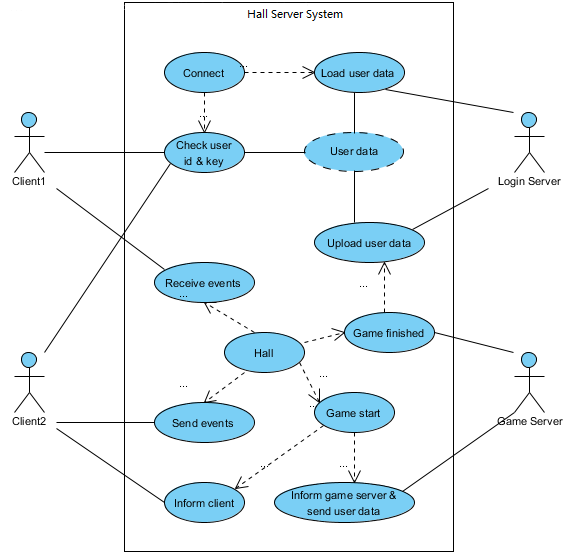 Hall Server System
Connect
...
Load user data
...
Check user
id & key
User data
Client1
Login Server
Upload user data
Receive events
...
...
Game finished
Hall
...
...
Client2
Send events
...
Game start
Game Server
...
...
Inform client
Inform game server &
send user data